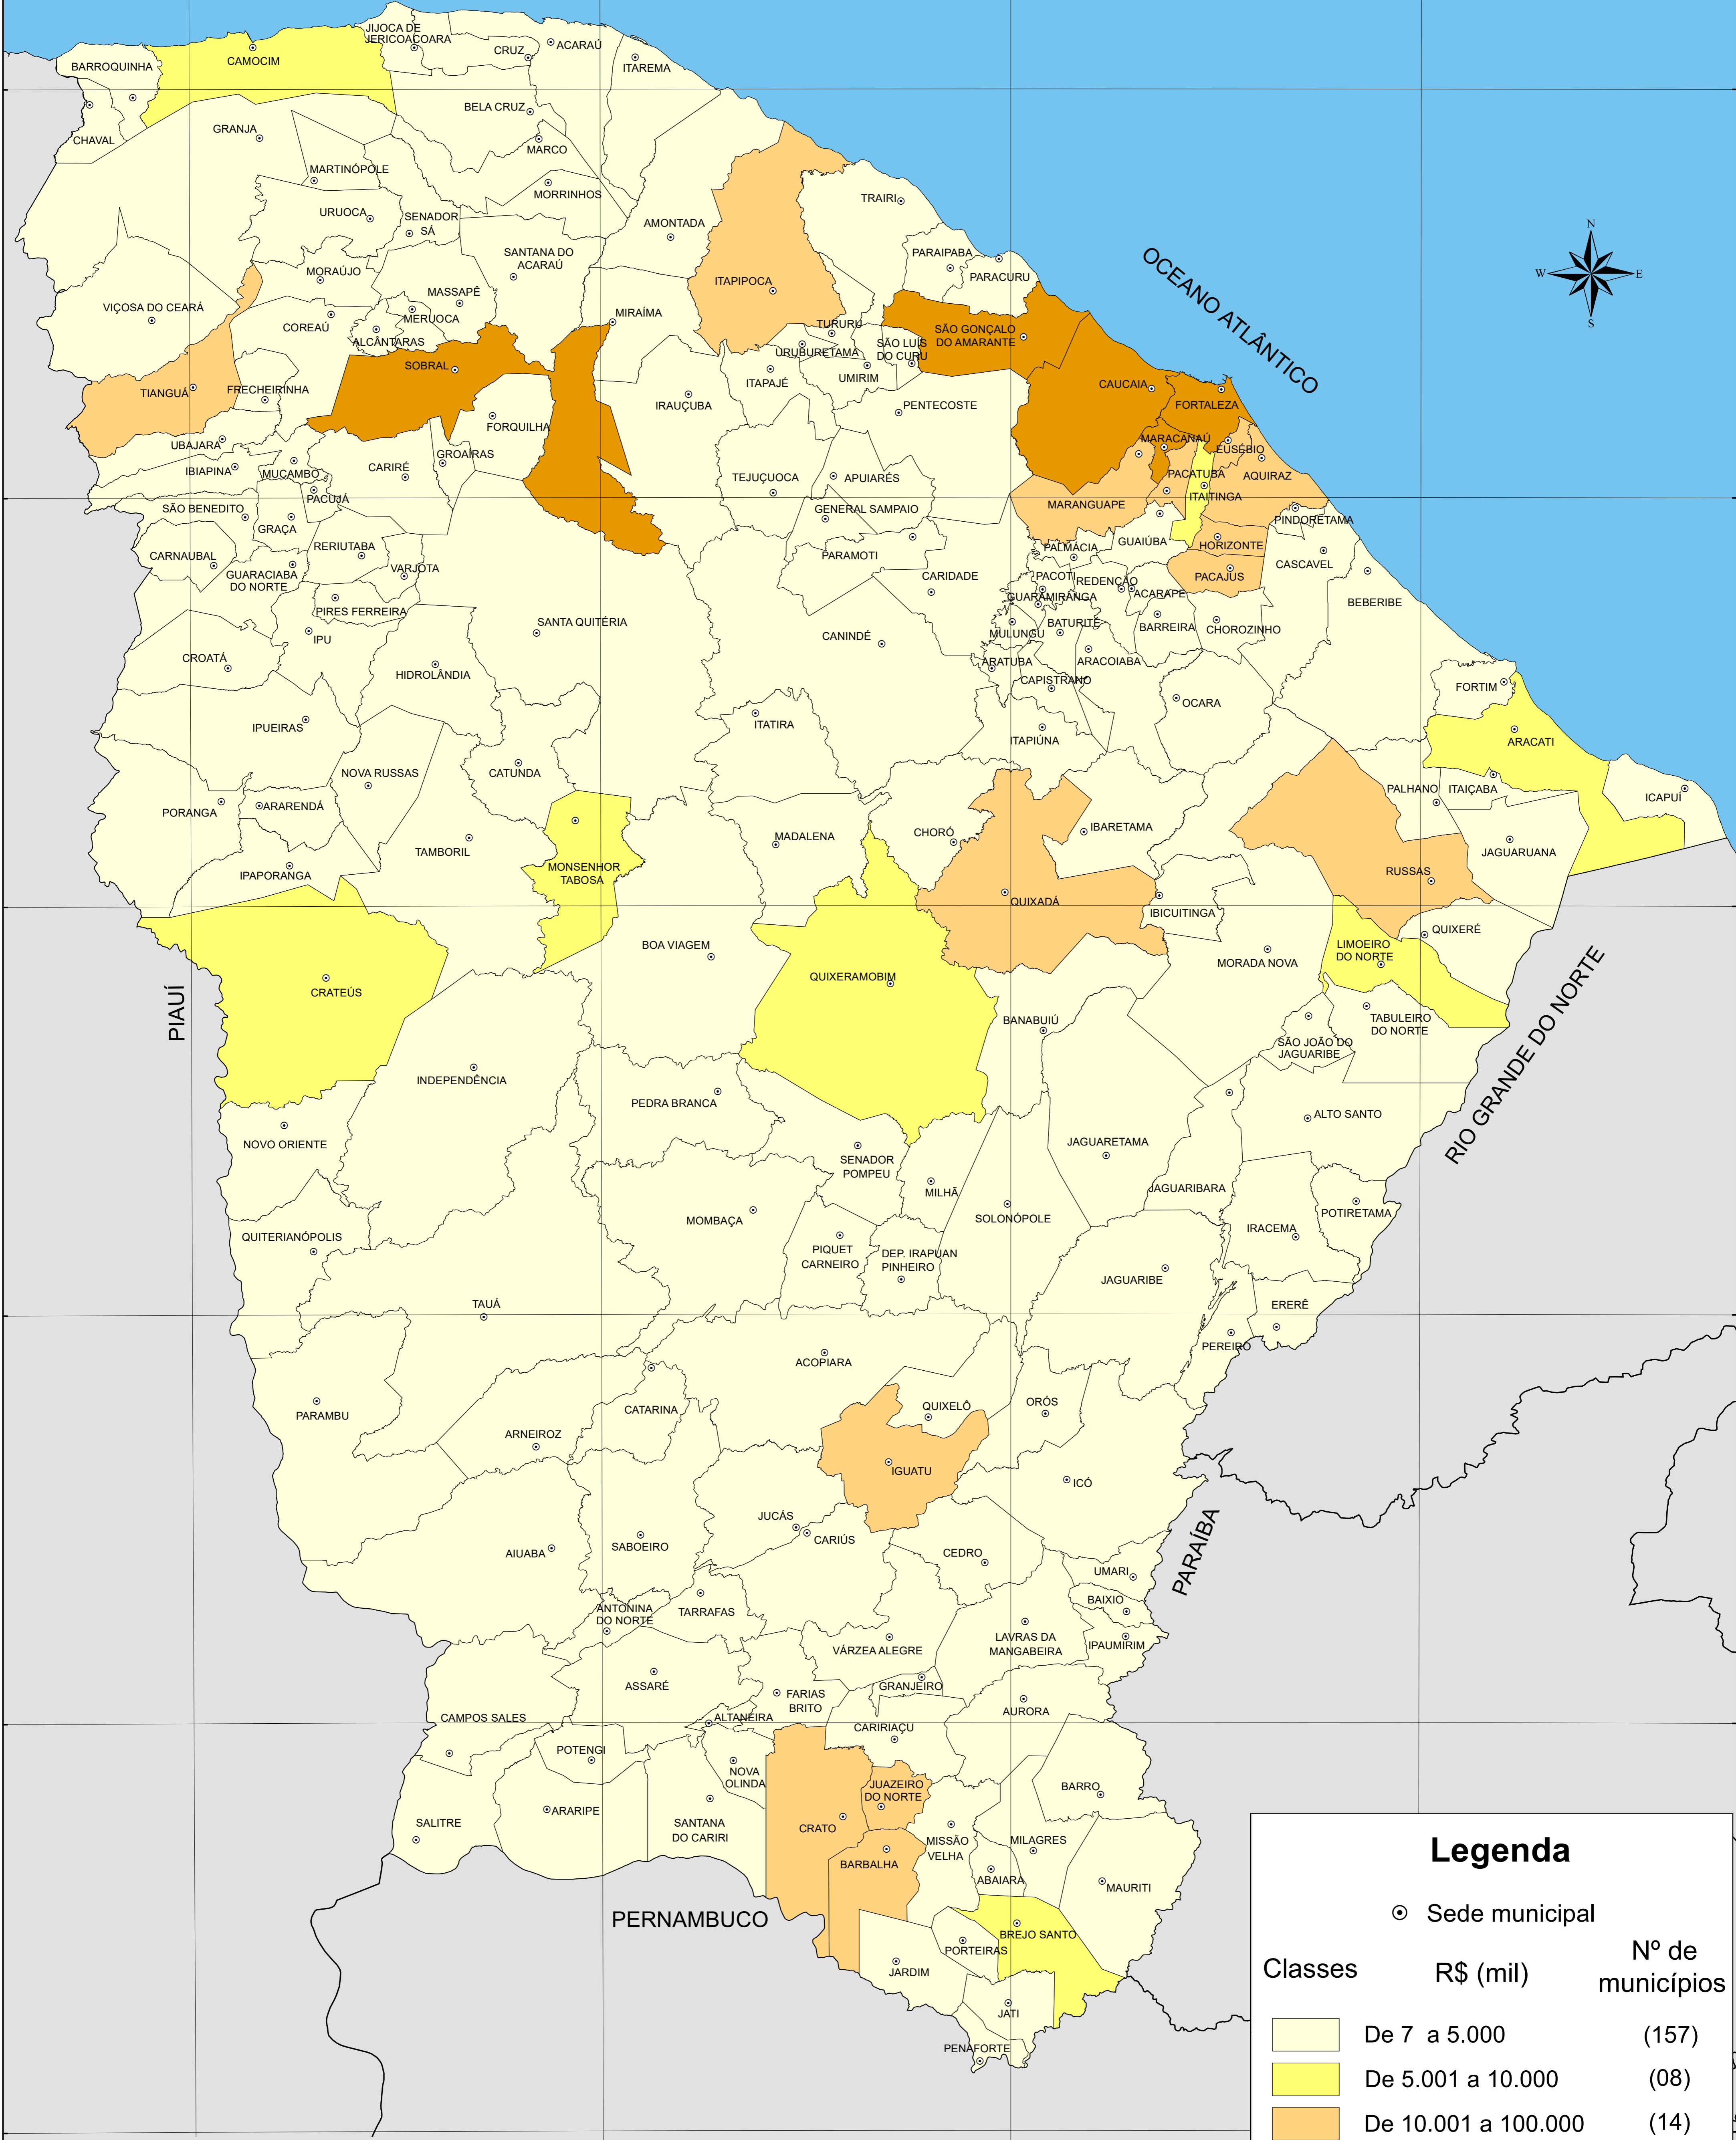 JIJOCA DE
JERICOACOARA
CRUZ
ACARAÚ
ITAREMA
BARROQUINHA
CAMOCIM
BELA CRUZ
CHAVAL
GRANJA
MARCO
MARTINÓPOLE
MORRINHOS
TRAIRI
URUOCA
SENADOR
SÁ
AMONTADA
N
W
E
S
OCEANO ATLÂNTICO
SANTANA DO
ACARAÚ
PARAIPABA
PARACURU
MORAÚJO
ITAPIPOCA
MASSAPÊ
VIÇOSA DO CEARÁ
MERUOCA
MIRAÍMA
COREAÚ
TURURU
SÃO GONÇALO
DO AMARANTE
ALCÂNTARAS
URUBURETAMA
SÃO LUIS
DO CURU
SOBRAL
UMIRIM
ITAPAJÉ
CAUCAIA
TIANGUÁ
FRECHEIRINHA
IRAUÇUBA
PENTECOSTE
FORTALEZA
FORQUILHA
UBAJARA
MARACANAÚ
EUSÉBIO
GROAÍRAS
IBIAPINA
MUCAMBO
CARIRÉ
TEJUÇUOCA
APUIARÉS
PACATUBA
AQUIRAZ
ITAITINGA
PACUJÁ
MARANGUAPE
SÃO BENEDITO
GENERAL SAMPAIO
PINDORETAMA
GRAÇA
GUAIÚBA
HORIZONTE
RERIUTABA
PALMÁCIA
CARNAUBAL
PARAMOTI
CASCAVEL
VARJOTA
GUARACIABA
DO NORTE
CARIDADE
PACOTI
REDENÇÃO
PACAJUS
ACARAPE
GUARAMIRANGA
BEBERIBE
PIRES FERREIRA
SANTA QUITÉRIA
MULUNGU
BATURITÉ
BARREIRA
CHOROZINHO
IPU
CANINDÉ
CROATÁ
ARATUBA
ARACOIABA
HIDROLÂNDIA
CAPISTRANO
FORTIM
OCARA
IPUEIRAS
ITATIRA
ITAPIÚNA
ARACATI
NOVA RUSSAS
CATUNDA
PALHANO
ITAIÇABA
ICAPUÍ
PORANGA
ARARENDÁ
CHORÓ
IBARETAMA
MADALENA
TAMBORIL
JAGUARUANA
IPAPORANGA
MONSENHOR
TABOSA
RUSSAS
QUIXADÁ
IBICUITINGA
QUIXERÉ
BOA VIAGEM
LIMOEIRO
DO NORTE
MORADA NOVA
QUIXERAMOBIM
CRATEÚS
PIAUÍ
BANABUIÚ
TABULEIRO
DO NORTE
RIO GRANDE DO NORTE
SÃO JOÃO DO
JAGUARIBE
INDEPENDÊNCIA
PEDRA BRANCA
ALTO SANTO
NOVO ORIENTE
JAGUARETAMA
SENADOR
POMPEU
JAGUARIBARA
MILHÃ
POTIRETAMA
MOMBAÇA
SOLONÓPOLE
IRACEMA
QUITERIANÓPOLIS
PIQUET
CARNEIRO
DEP. IRAPUAN
PINHEIRO
JAGUARIBE
TAUÁ
ERERÊ
PEREIRO
ACOPIARA
ORÓS
QUIXELÔ
CATARINA
PARAMBU
ARNEIROZ
IGUATU
ICÓ
JUCÁS
CARIÚS
PARAÍBA
SABOEIRO
AIUABA
CEDRO
UMARI
BAIXIO
ANTONINA
DO NORTE
TARRAFAS
LAVRAS DA
MANGABEIRA
IPAUMIRIM
VÁRZEA ALEGRE
ASSARÉ
GRANJEIRO
FARIAS
BRITO
AURORA
CAMPOS SALES
ALTANEIRA
CARIRIAÇU
POTENGI
NOVA
OLINDA
JUAZEIRO
DO NORTE
BARRO
ARARIPE
SALITRE
SANTANA
DO CARIRI
CRATO
MISSÃO
VELHA
MILAGRES
BARBALHA
ABAIARA
MAURITI
PERNAMBUCO
BREJO SANTO
PORTEIRAS
JARDIM
JATI
PENAFORTE
Legenda
Sede municipal
Classes R$ (mil) Nº de
municípios
De 7 a 5.000 (157)
De 5.001 a 10.000 (08)
De 10.001 a 100.000 (14)